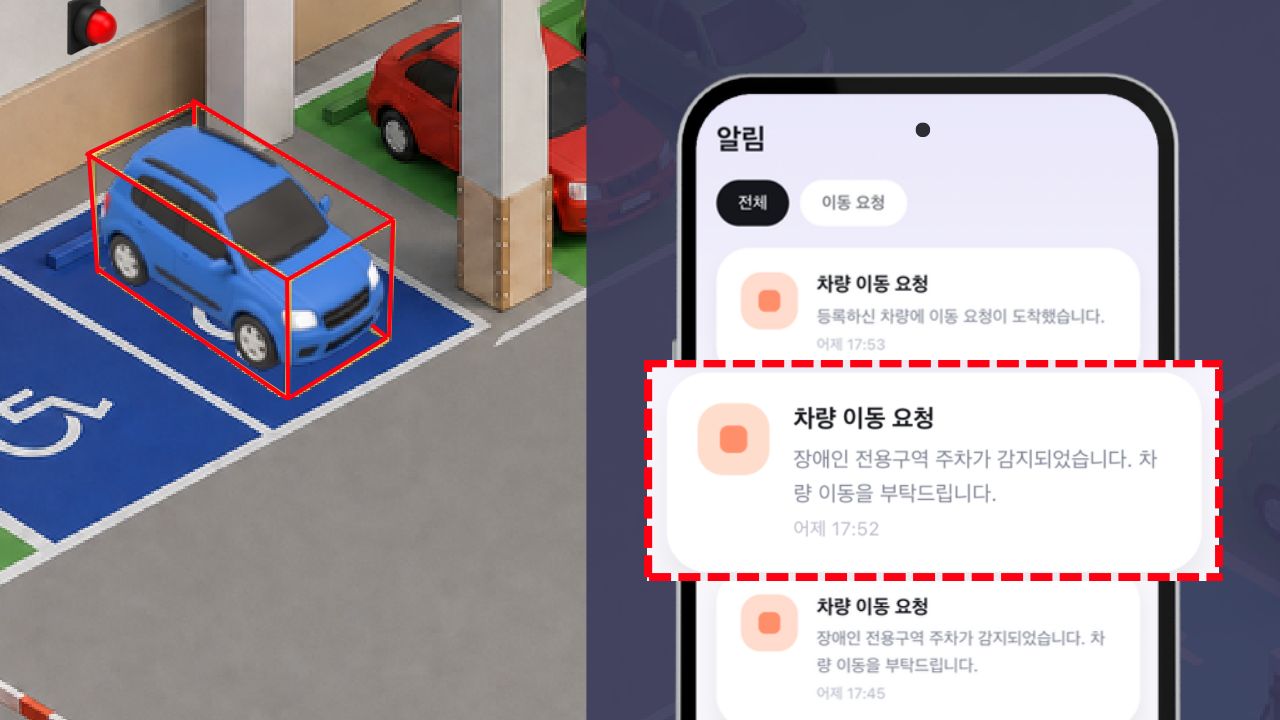 알림
전체
이동 요청
차량 이동 요청
등록하신 차량에 이동 요청이 도착했습니다.
어제 17:53
차량 이동 요청
장애인 전용구역 주차가 감지되었습니다. 차
량 이동을 부탁드립니다.
어제 17:52
차량 이동 요청
장애인 전용구역 주차가 감지되었습니다. 차
량 이동을 부탁드립니다.
어제 17:45